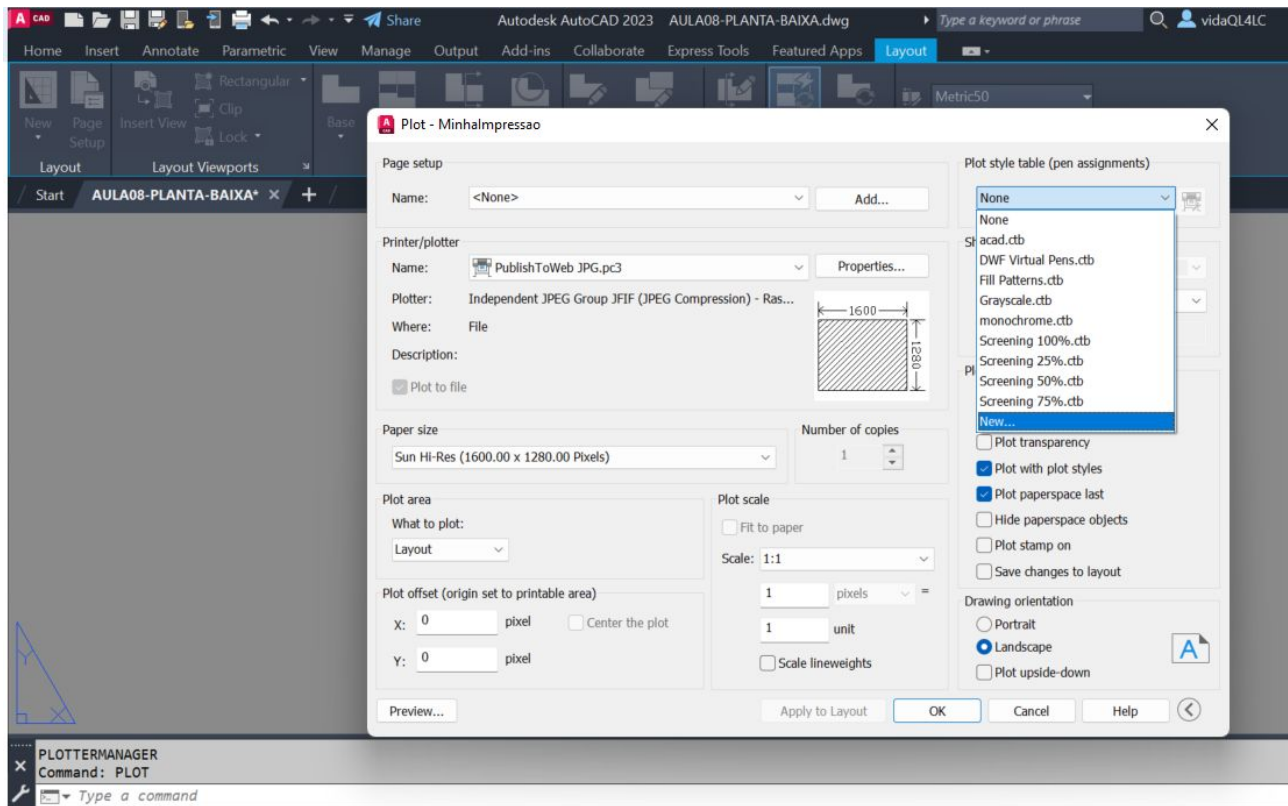 A CAD Share Autodesk AutoCAD 2023 AULA08-PLANTA-BAIXA.dwg Type a keyword or phrase vidaQL4LC
Home Insert Annotate Parametric View Manage Output Add-ins Collaborate Express Tools Featured Apps Layout
New Page Setup
Insert View
Rectangular
Clip
Lock
Base
Metric50
Layout Layout Viewports
Start AULA08-PLANTA-BAIXA* +
A CAD Plot - MinhaImpressao
Page setup
Name: <None> Add...
Printer/plotter
Name: PublishToWeb JPG.pc3 Properties...
Plotter: Independent JPEG Group JFIF (JPEG Compression) - Ras...
Where: File
Description:
Plot to file
1600
1280
Paper size
Sun Hi-Res (1600.00 x 1280.00 Pixels)
Number of copies
1
Plot area
What to plot:
Layout
Plot scale
Fit to paper
Scale: 1:1
1 pixels =
1 unit
Scale lineweights
Plot offset (origin set to printable area)
X: 0 pixel Center the plot
Y: 0 pixel
Plot style table (pen assignments)
None
None
acad.ctb
DWF Virtual Pens.ctb
Fill Patterns.ctb
Grayscale.ctb
monochrome.ctb
Screening 100%.ctb
Screening 25%.ctb
Screening 50%.ctb
Screening 75%.ctb
New...
Sh
Pl
Plot transparency
Plot with plot styles
Plot paperspace last
Hide paperspace objects
Plot stamp on
Save changes to layout
Drawing orientation
Portrait
Landscape
Plot upside-down
A
Preview... Apply to Layout OK Cancel Help
Y
X
PLOTTERMANAGER
Command: PLOT
Type a command